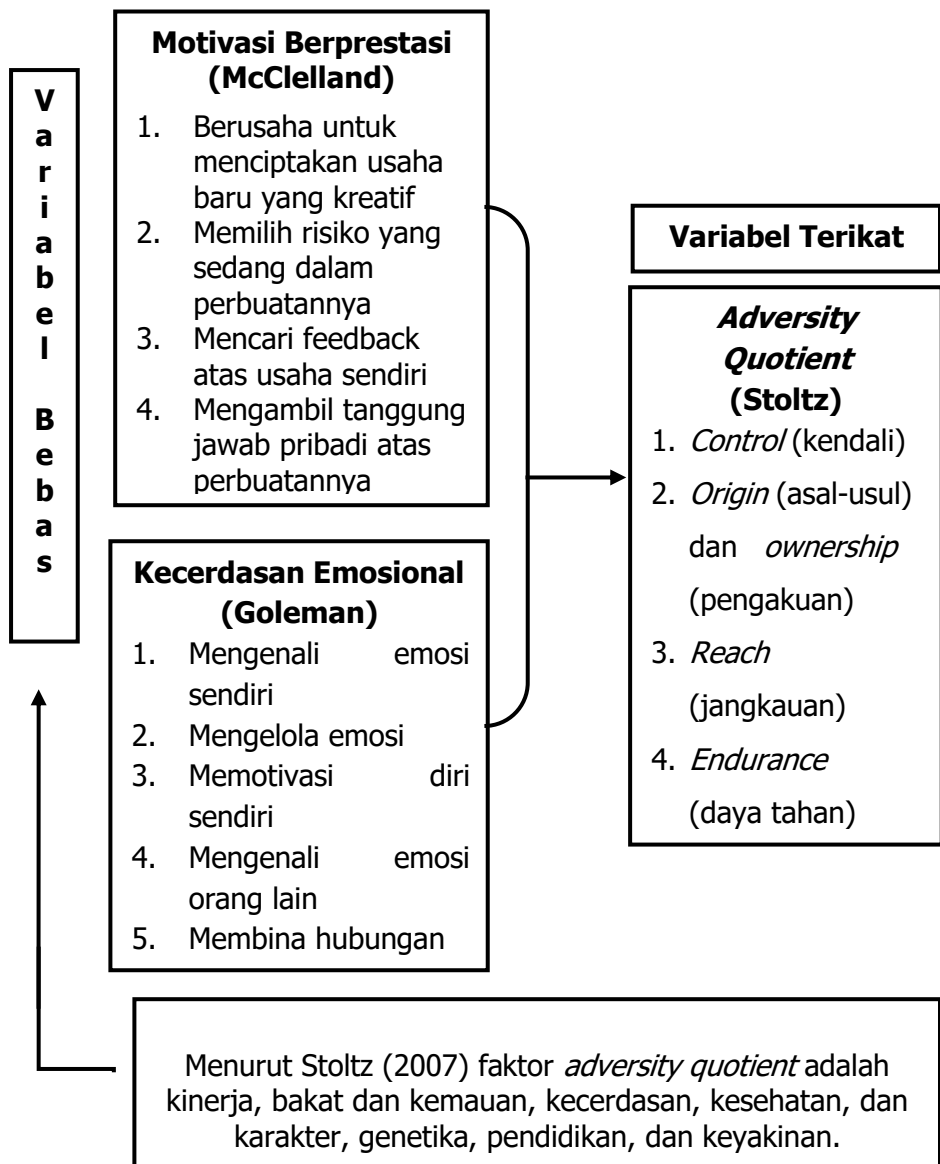 Variabel Bebas
Motivasi Berprestasi
(McClelland)
1. Berusaha untuk
menciptakan usaha
baru yang kreatif
2. Memilih risiko yang
sedang dalam
perbuatannya
3. Mencari feedback
atas usaha sendiri
4. Mengambil tanggung
jawab pribadi atas
perbuatannya
Kecerdasan Emosional
(Goleman)
1. Mengenali emosi
sendiri
2. Mengelola emosi
3. Memotivasi diri
sendiri
4. Mengenali emosi
orang lain
5. Membina hubungan
Variabel Terikat
Adversity
Quotient
(Stoltz)
1. Control (kendali)
2. Origin (asal-usul)
dan ownership
(pengakuan)
3. Reach
(jangkauan)
4. Endurance
(daya tahan)
Menurut Stoltz (2007) faktor adversity quotient adalah
kinerja, bakat dan kemauan, kecerdasan, kesehatan, dan
karakter, genetika, pendidikan, dan keyakinan.